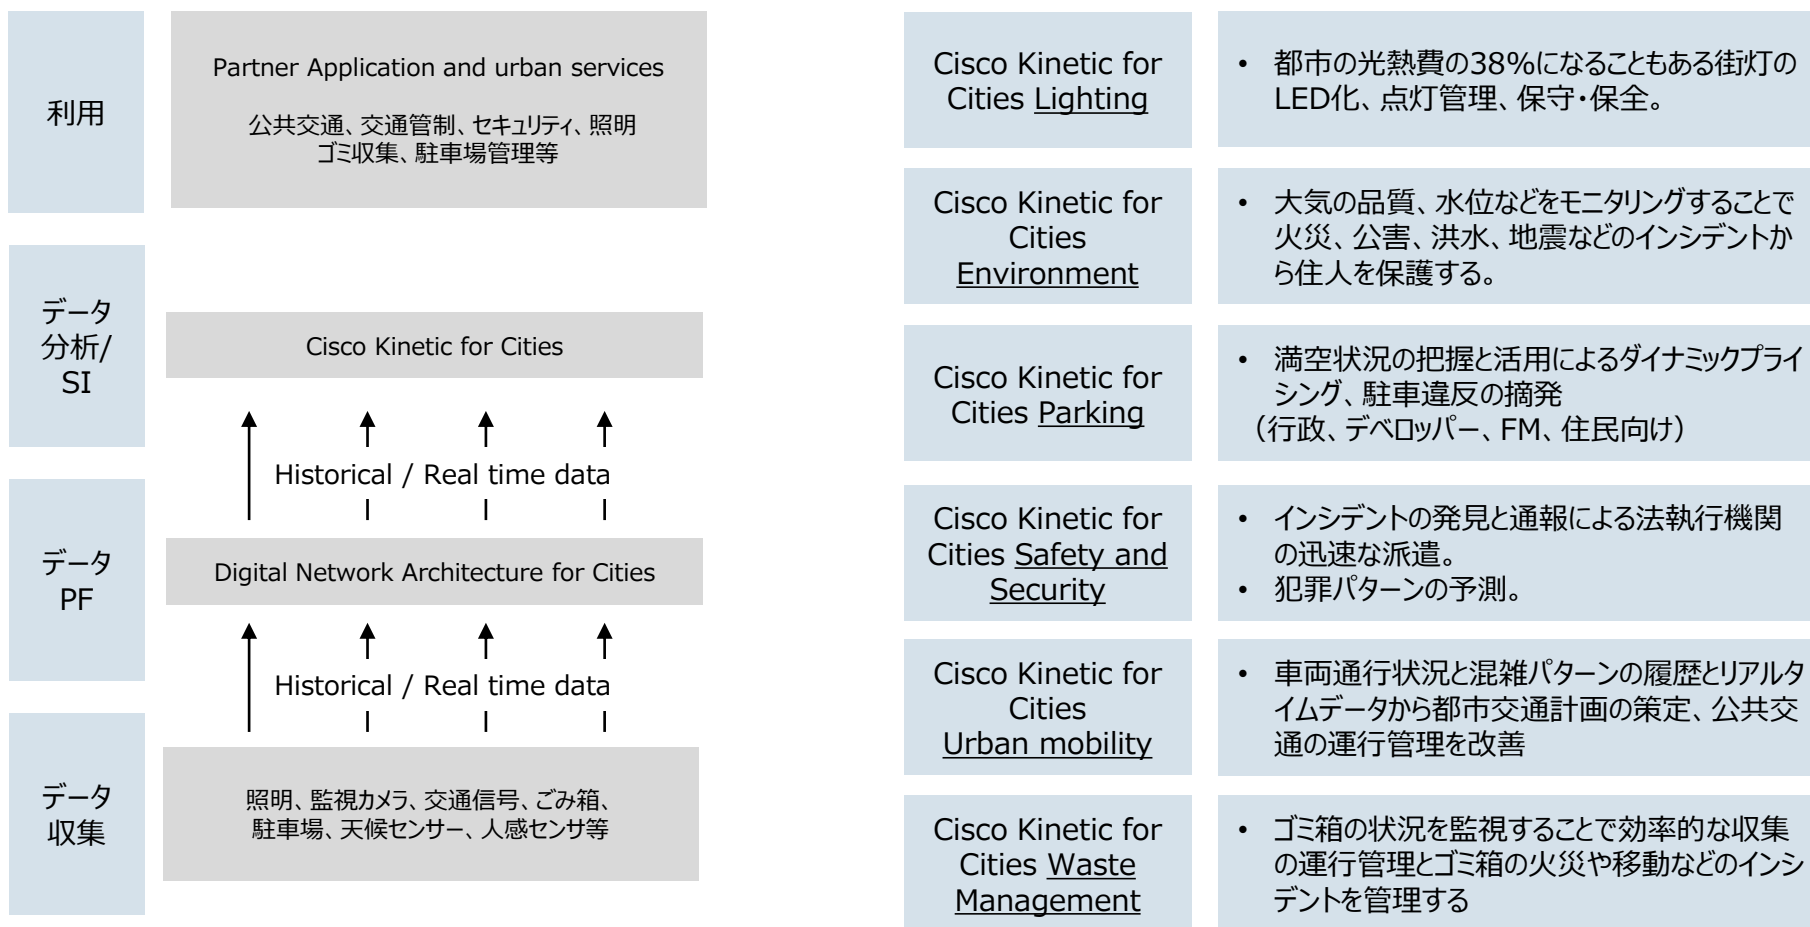 利用
Partner Application and urban services
公共交通、交通管制、セキュリティ、照明
ゴミ収集、駐車場管理等
データ
分析/
SI
Cisco Kinetic for Cities
Historical / Real time data
データ
PF
Digital Network Architecture for Cities
Historical / Real time data
データ
収集
照明、監視カメラ、交通信号、ごみ箱、
駐車場、天候センサー、人感センサ等
Cisco Kinetic for
Cities Lighting
• 都市の光熱費の38%になることもある街灯の
LED化、点灯管理、保守・保全。
Cisco Kinetic for
Cities
Environment
• 大気の品質、水位などをモニタリングすることで
火災、公害、洪水、地震などのインシデントか
ら住人を保護する。
Cisco Kinetic for
Cities Parking
• 満空状況の把握と活用によるダイナミックプライ
シング、駐車違反の摘発
（行政、デベロッパー、FM、住民向け）
Cisco Kinetic for
Cities Safety and
Security
• インシデントの発見と通報による法執行機関
の迅速な派遣。
• 犯罪パターンの予測。
Cisco Kinetic for
Cities
Urban mobility
• 車両通行状況と混雑パターンの履歴とリアルタ
イムデータから都市交通計画の策定、公共交
通の運行管理を改善
Cisco Kinetic for
Cities Waste
Management
• ゴミ箱の状況を監視することで効率的な収集
の運行管理とゴミ箱の火災や移動などのインシ
デントを管理する